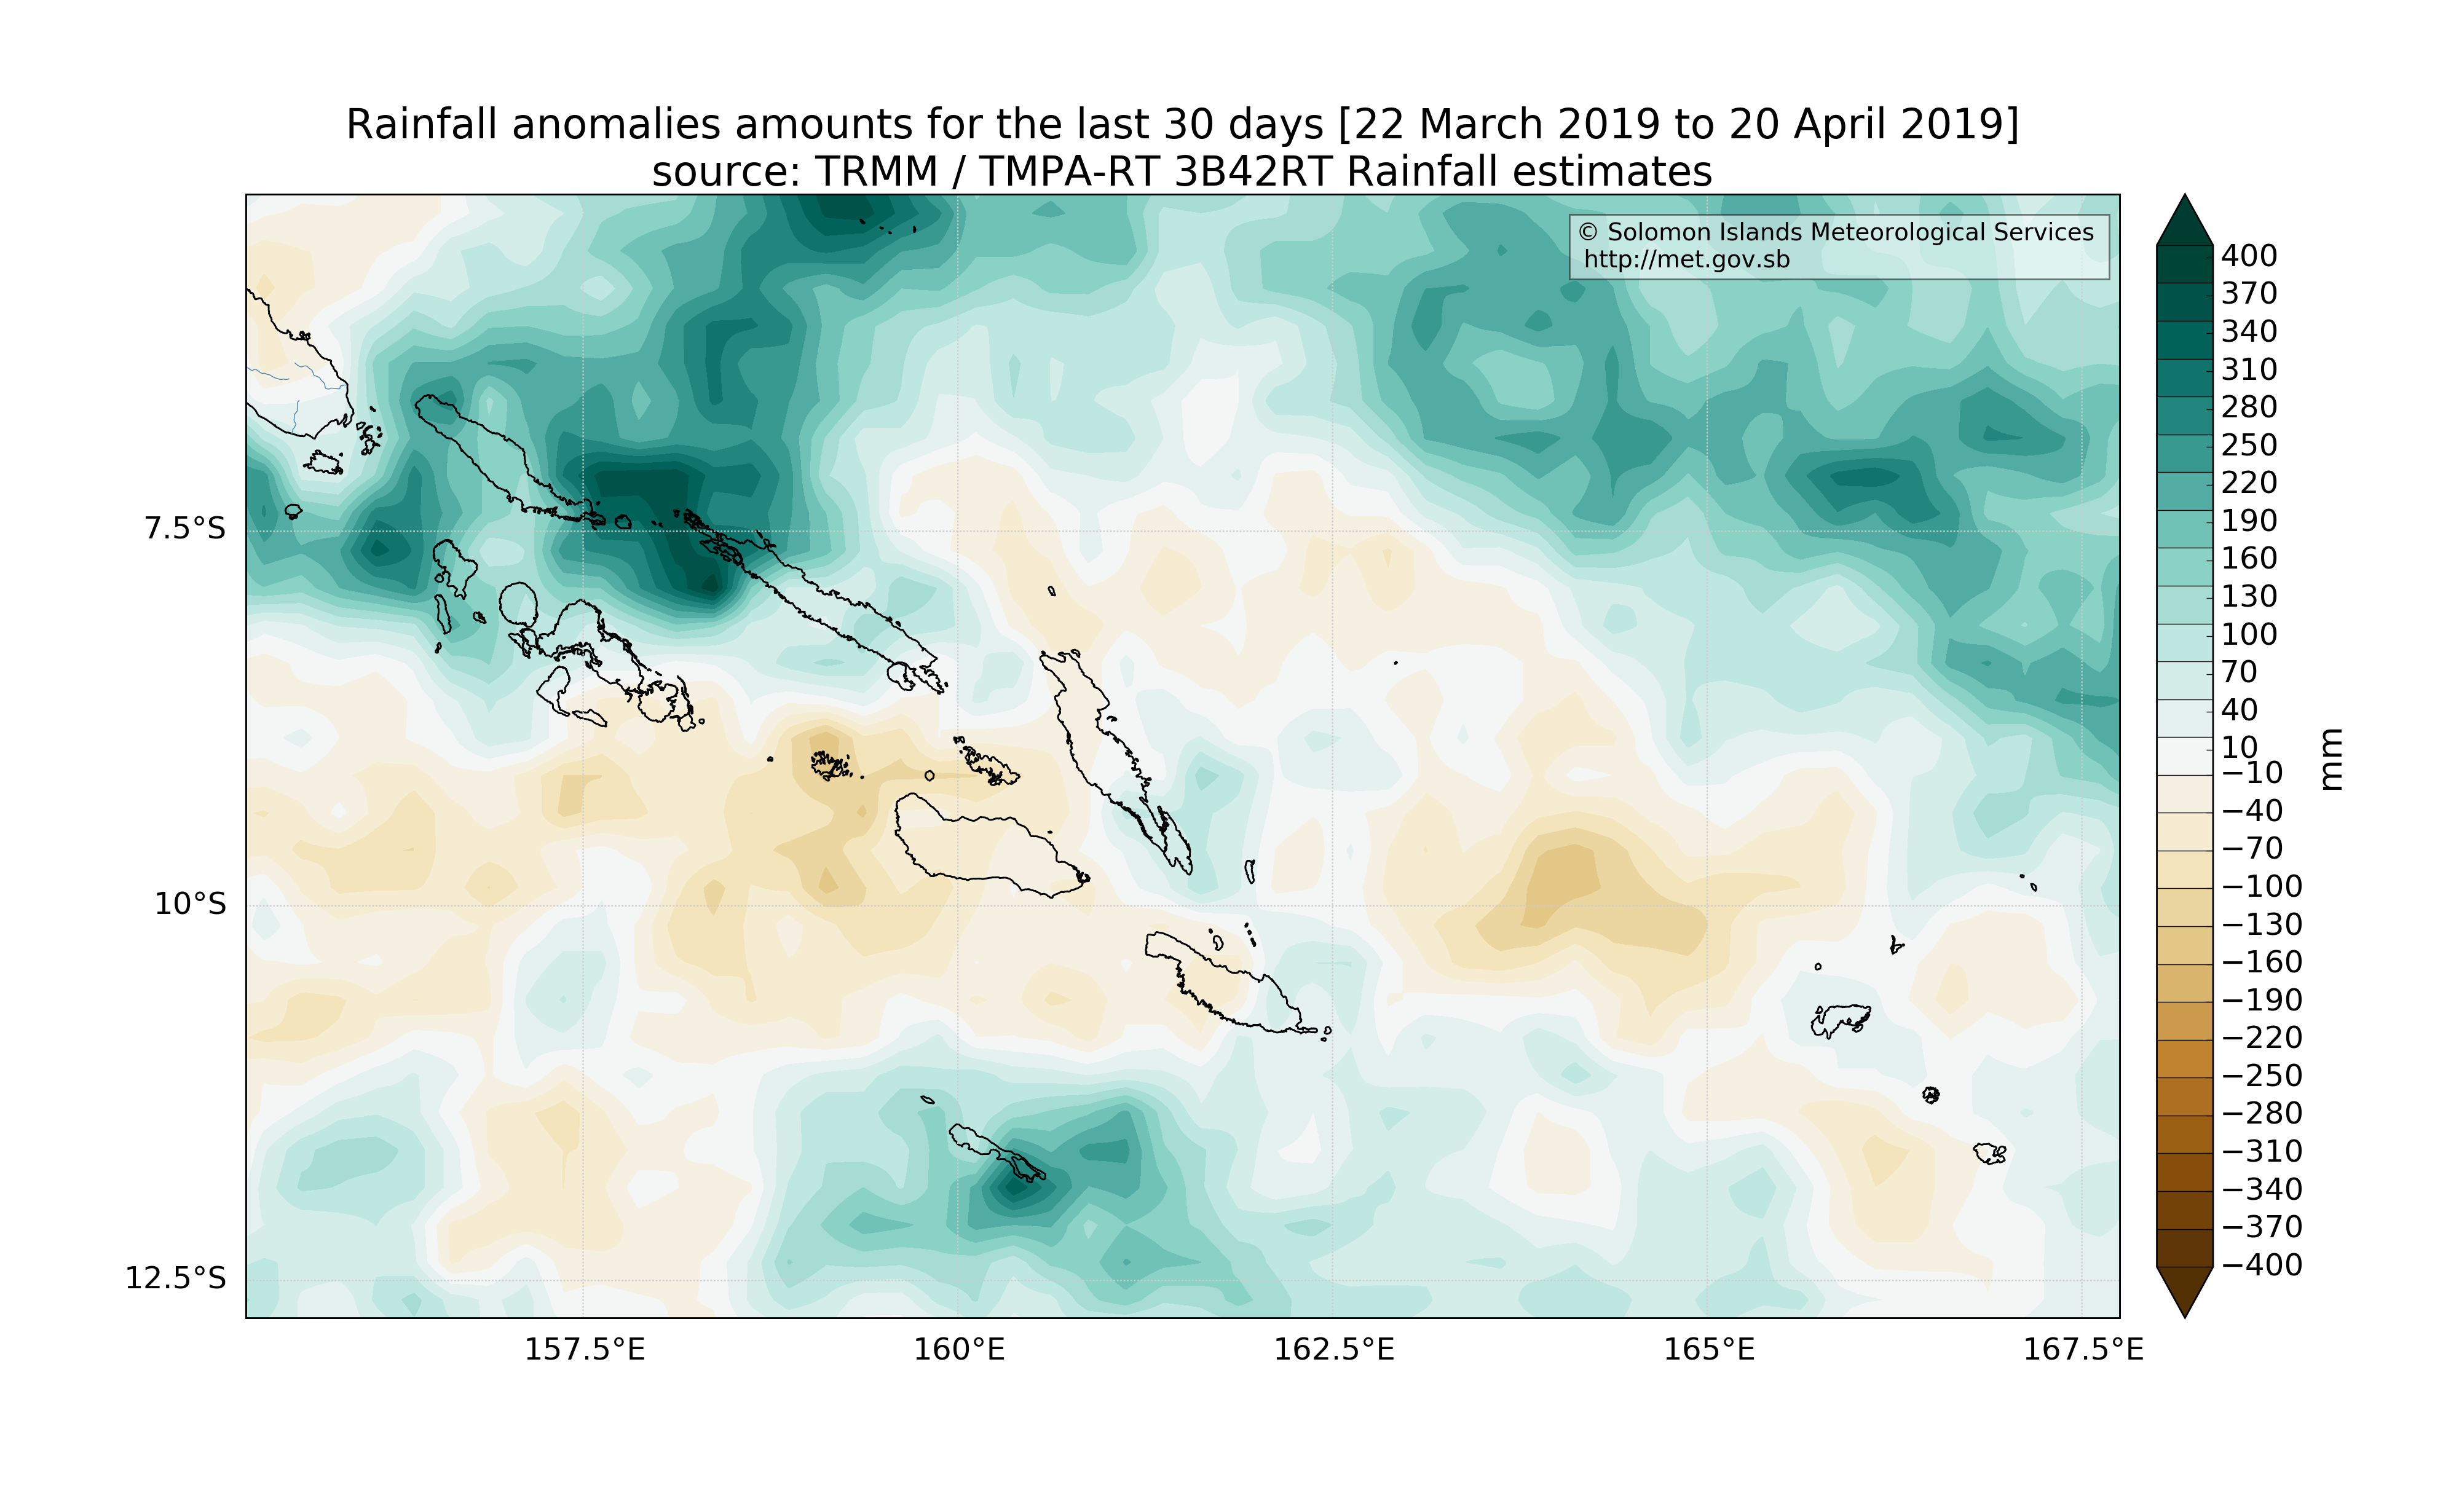 Rainfall anomalies amounts for the last 30 days [22 March 2019 to 20 April 2019]
source: TRMM / TMPA-RT 3B42RT Rainfall estimates
© Solomon Islands Meteorological Services
http://met.gov.sb
7.5°S
10°S
12.5°S
157.5°E
160°E
162.5°E
165°E
167.5°E
400
370
340
310
280
250
220
190
160
130
100
70
40
10
−10
−40
−70
−100
−130
−160
−190
−220
−250
−280
−310
−340
−370
−400
mm